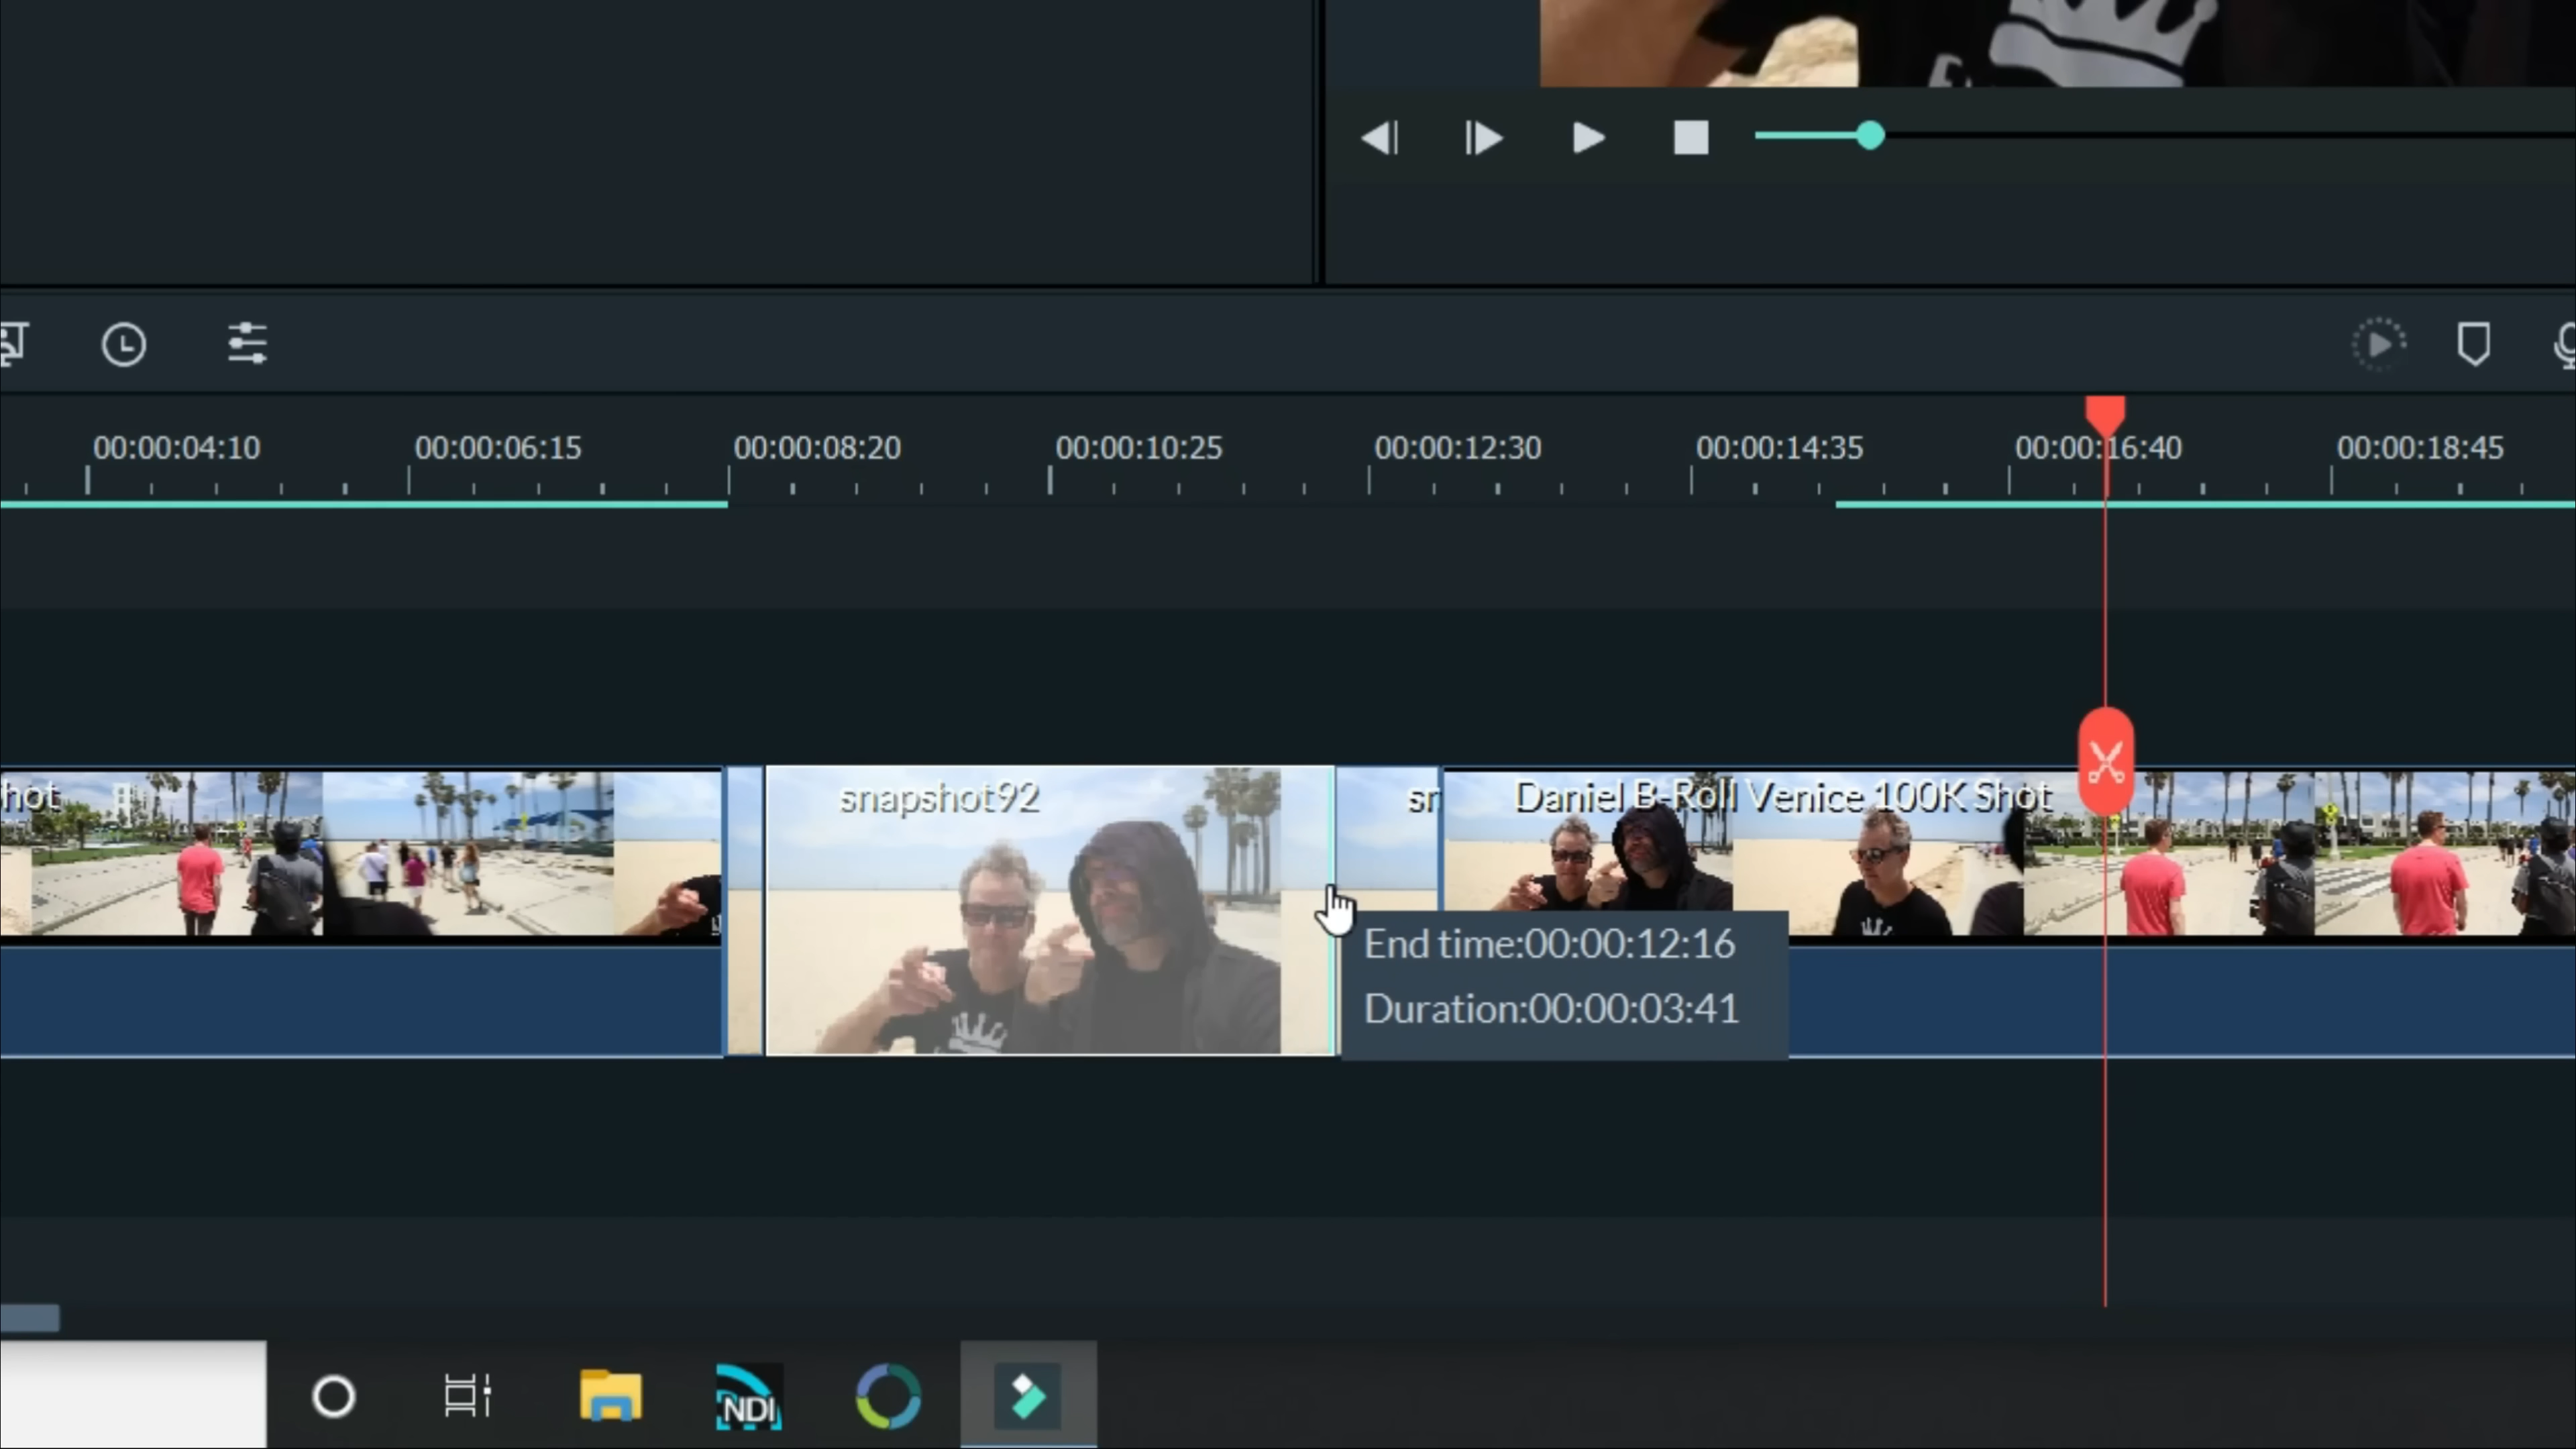 00:00:04:10 00:00:06:15 00:00:08:20 00:00:10:25 00:00:12:30 00:00:14:35 00:00:16:40 00:00:18:45
hot snapshot92 sn Daniel B-Roll Venice 100K Shot
End time:00:00:12:16
Duration:00:00:03:41
NDI